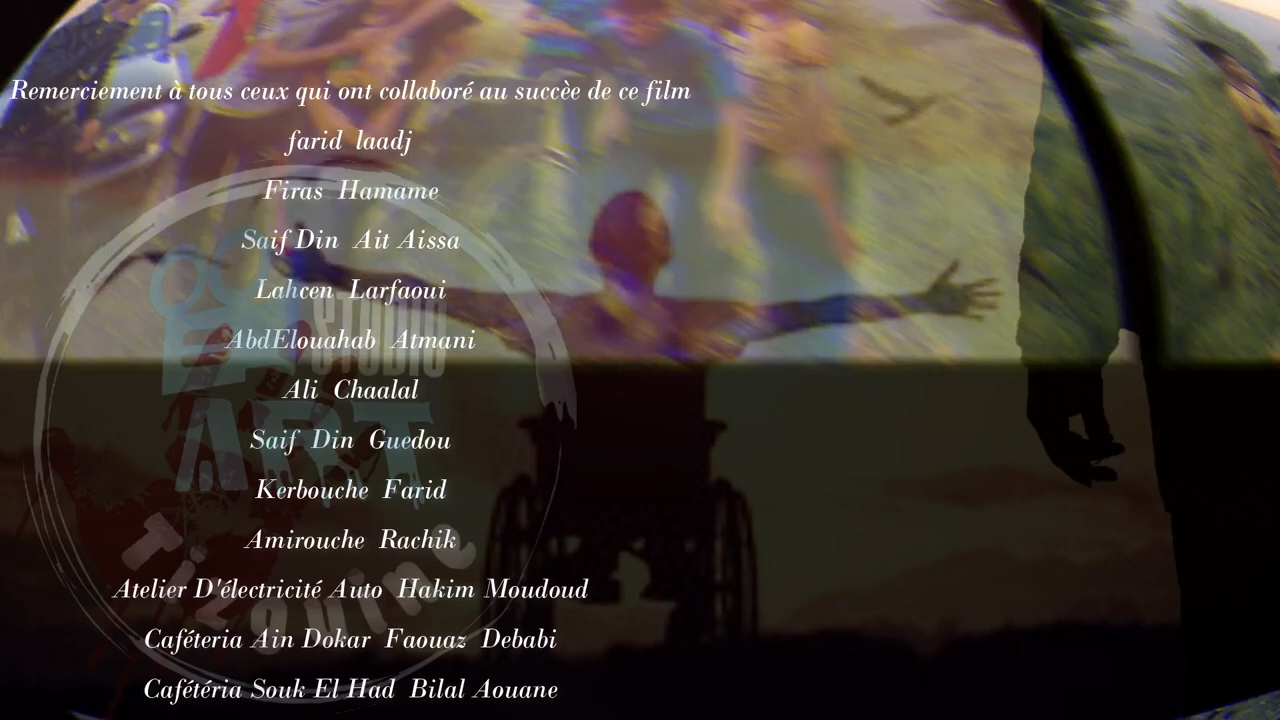 Remerciement à tous ceux qui ont collaboré au succèe de ce film
farid laadj
Firas Hamame
Saif Din Ait Aissa
Lahcen Larfaoui
AbdElouahab Atmani
Ali Chaalal
Saif Din Guedou
Kerbouche Farid
Amirouche Rachik
Atelier D'électricité Auto Hakim Moudoud
Caféteria Ain Dokar Faouaz Debabi
Cafétéria Souk El Had Bilal Aouane
STUDIO
ART